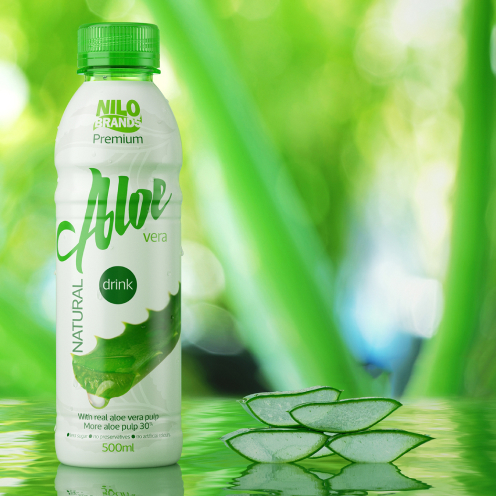 NILO
BRANDS
Premium
Aloe
vera
NATURAL
drink
With real aloe vera pulp
More aloe pulp 30%
500ml